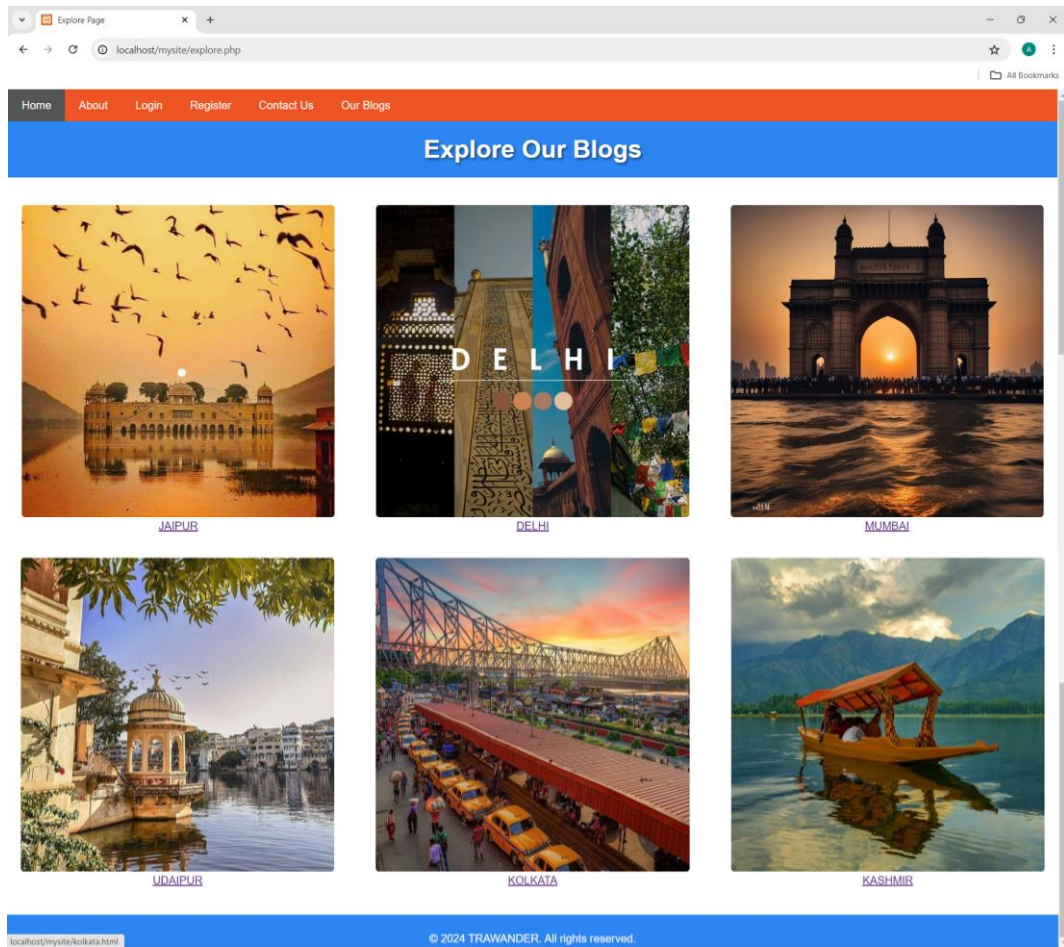 Explore Page
localhost/mysite/explore.php
A
All Bookmarks
Home About Login Register Contact Us Our Blogs
Explore Our Blogs
DELHI
JAIPUR
DELHI
MUMBAI
UDAIPUR
KOLKATA
KASHMIR
© 2024 TRAWANDER. All rights reserved.
localhost/mysite/kolkata.html